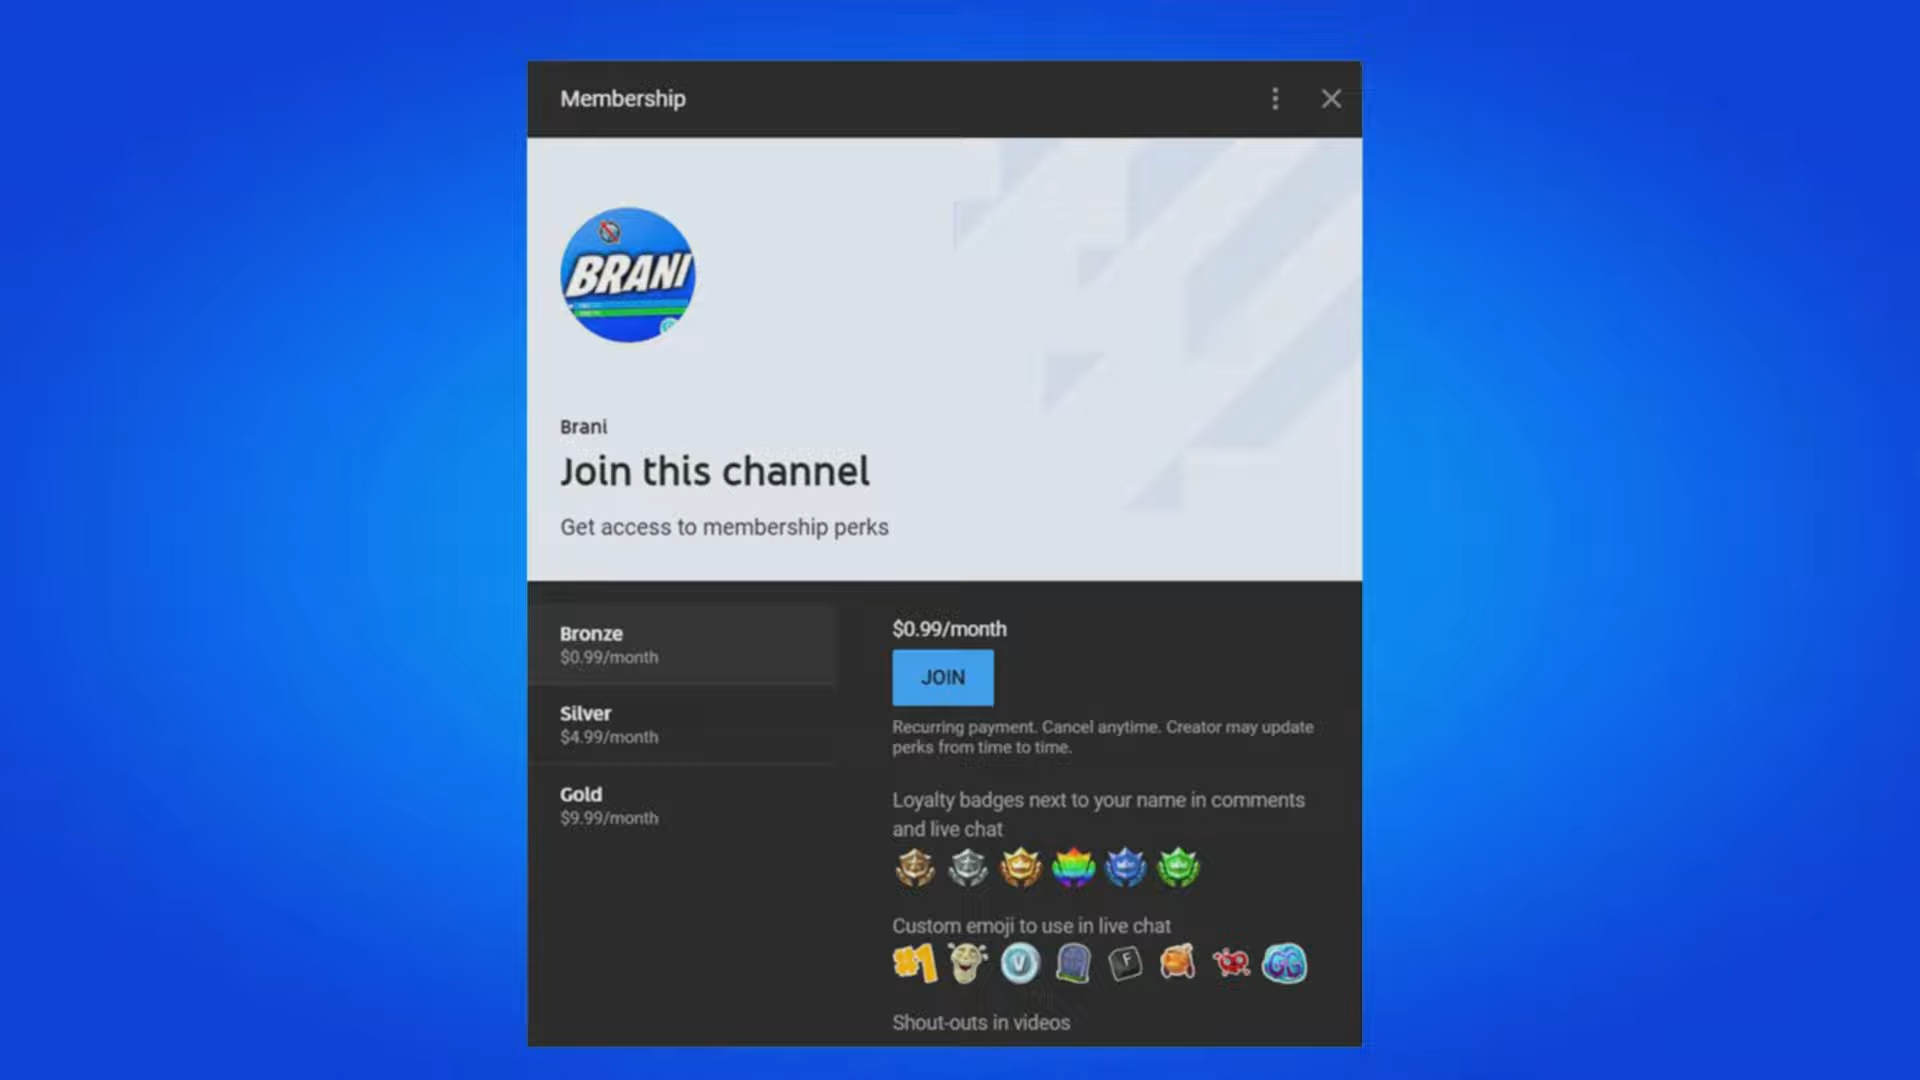 Membership
BRANI
Brani
Join this channel
Get access to membership perks
Bronze
$0.99/month
Silver
$4.99/month
Gold
$9.99/month
$0.99/month
JOIN
Recurring payment. Cancel anytime. Creator may update
perks from time to time.
Loyalty badges next to your name in comments
and live chat
Custom emoji to use in live chat
#1
V
F
GG
Shout-outs in videos